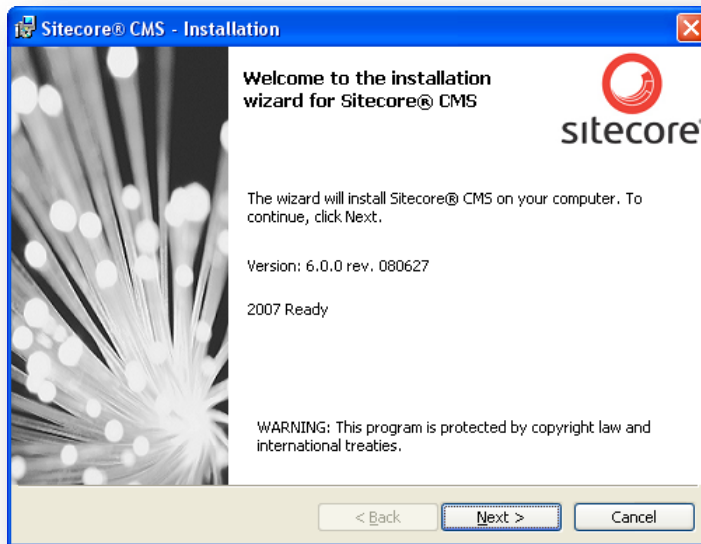 Sitecore® CMS - Installation
Welcome to the installation
wizard for Sitecore® CMS
sitecore®
The wizard will install Sitecore® CMS on your computer. To
continue, click Next.
Version: 6.0.0 rev. 080627
2007 Ready
WARNING: This program is protected by copyright law and
international treaties.
< Back
Next >
Cancel